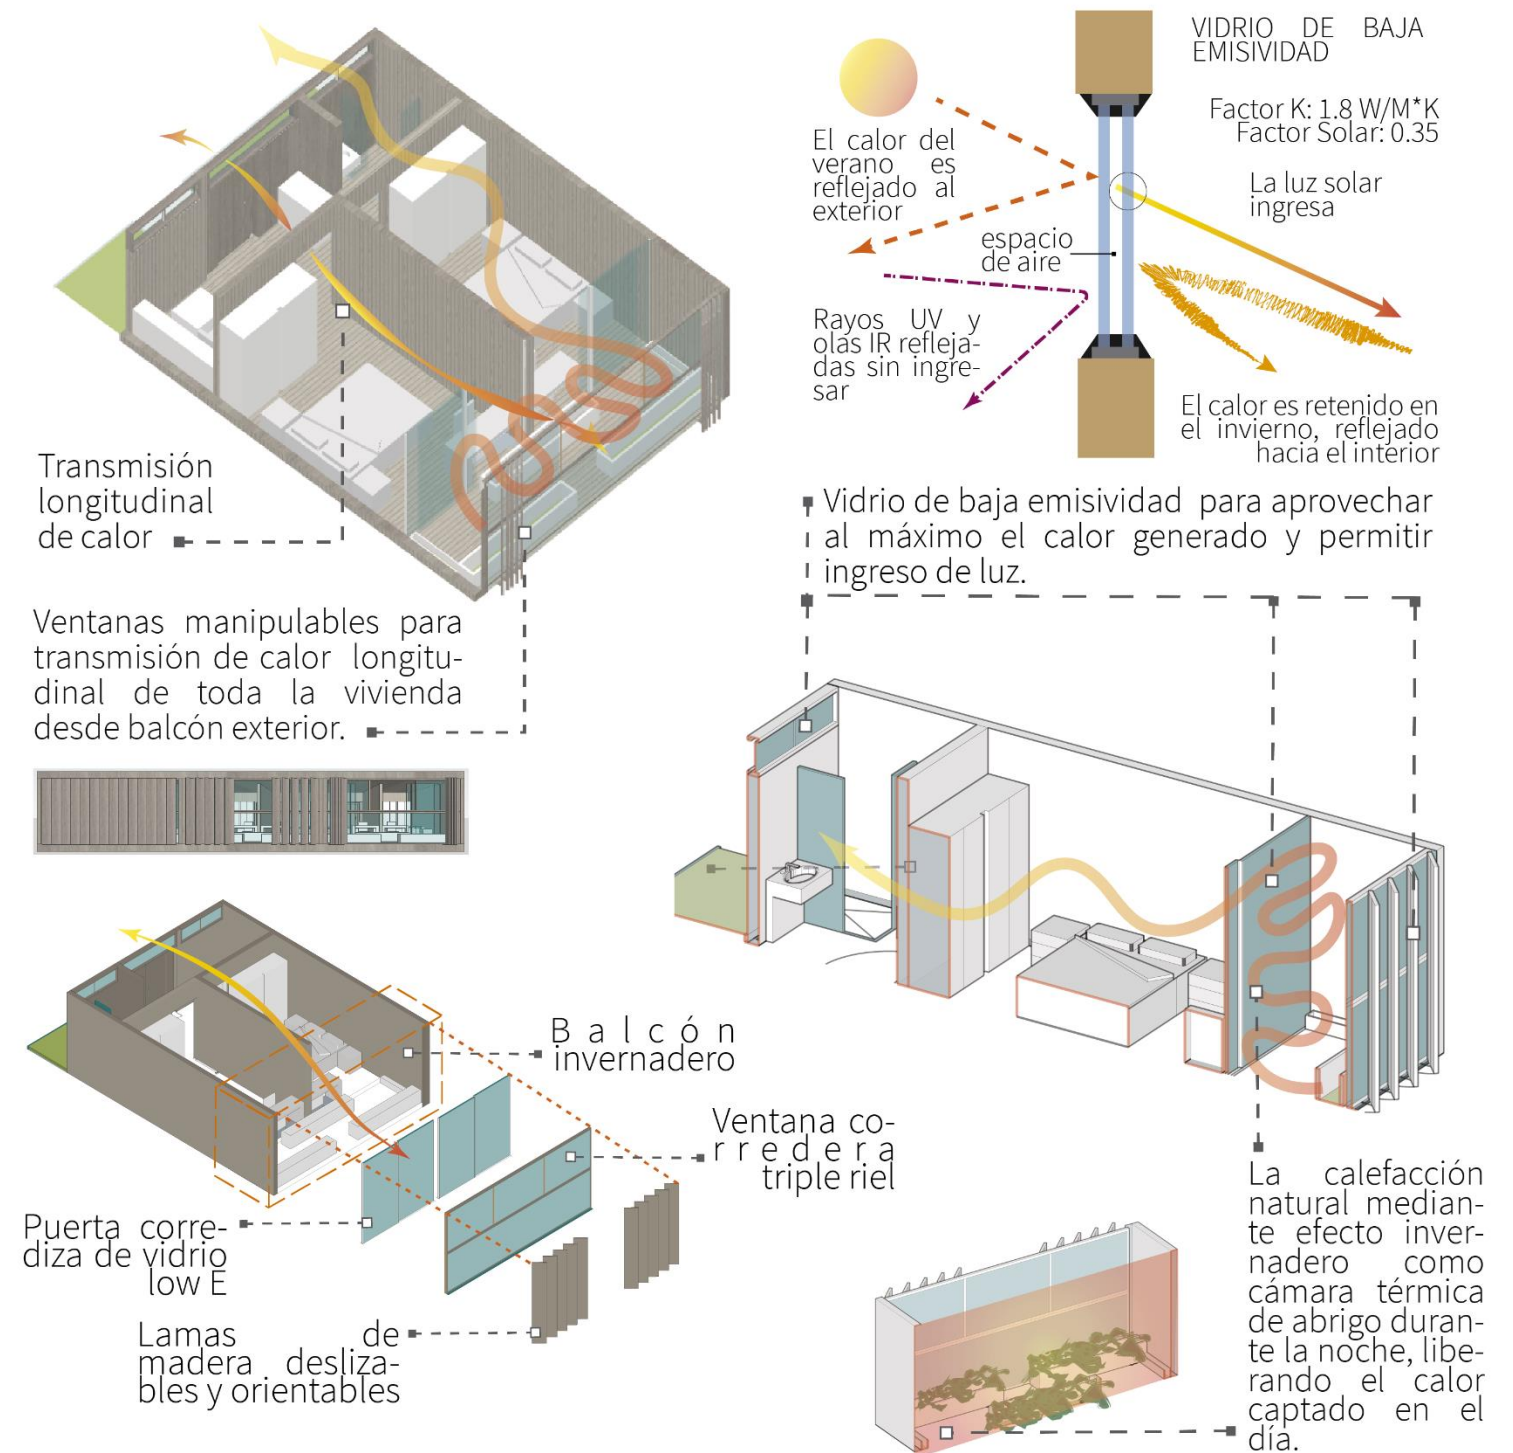 VIDRIO DE BAJA
EMISIVIDAD
Factor K: 1.8 W/M*K
Factor Solar: 0.35
El calor del
verano es
reflejado al
exterior
La luz solar
ingresa
espacio
de aire
Rayos UV y
olas IR refleja-
das sin ingre-
sar
El calor es retenido en
el invierno, reflejado
hacia el interior
Transmisión
longitudinal
de calor
Vidrio de baja emisividad para aprovechar
al máximo el calor generado y permitir
ingreso de luz.
Ventanas manipulables para
transmisión de calor longitu-
dinal de toda la vivienda
desde balcón exterior.
Balcón
invernadero
Ventana co-
rredera
triple riel
Puerta corre-
diza de vidrio
low E
Lamas de
madera desliza-
bles y orientables
La calefacción
natural median-
te efecto inver-
nadero como
cámara térmica
de abrigo duran-
te la noche, libe-
rando el calor
captado en el
día.